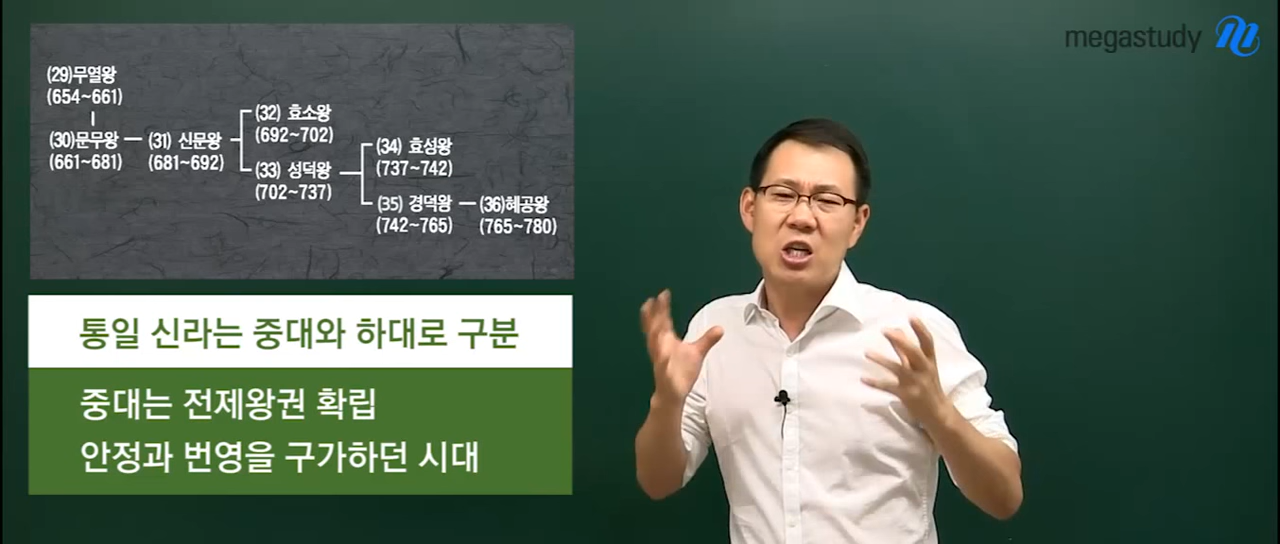 megastudy
(29)무열왕
(654~661)
(30)문무왕
(661~681)
(31) 신문왕
(681~692)
(32) 효소왕
(692~702)
(33) 성덕왕
(702~737)
(34) 효성왕
(737~742)
(35) 경덕왕
(742~765)
(36)혜공왕
(765~780)
통일 신라는 중대와 하대로 구분
중대는 전제왕권 확립
안정과 번영을 구가하던 시대